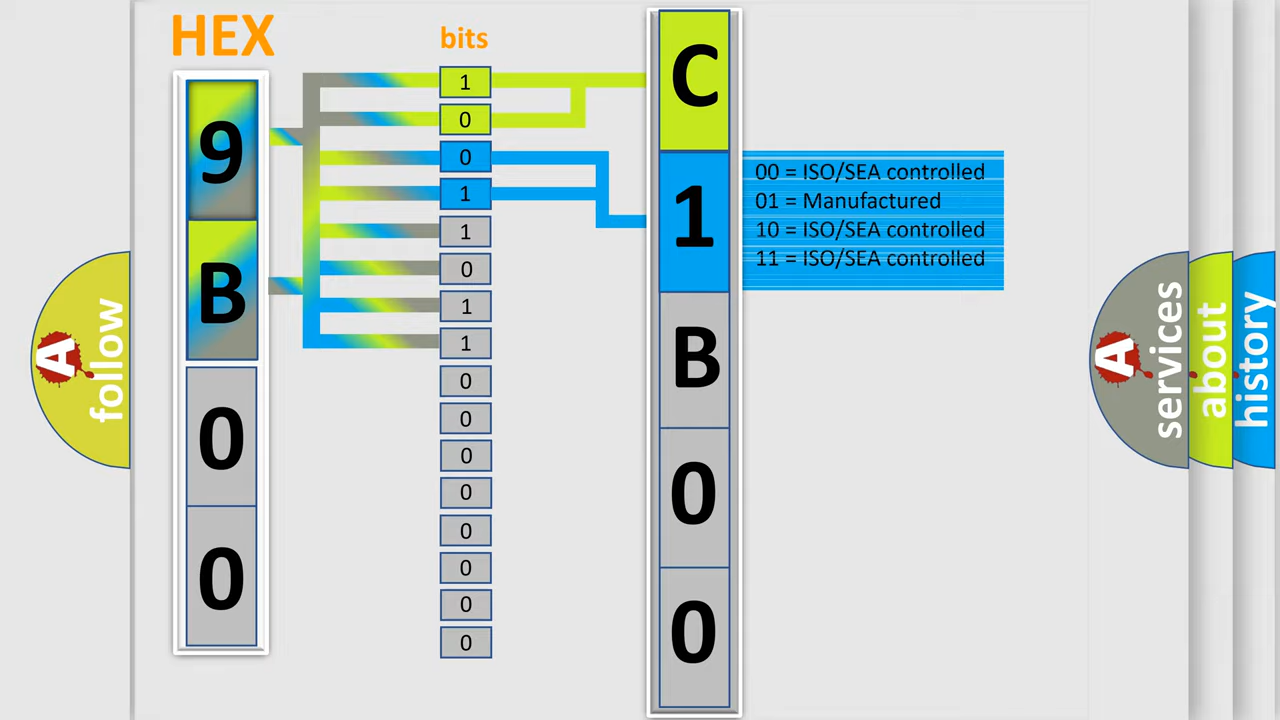 HEX
bits
9
B
0
0
1
0
0
1
1
0
1
1
0
0
0
0
0
0
0
0
C
1
B
0
0
00 = ISO/SEA controlled
01 = Manufactured
10 = ISO/SEA controlled
11 = ISO/SEA controlled
A
follow
A
services
about
history